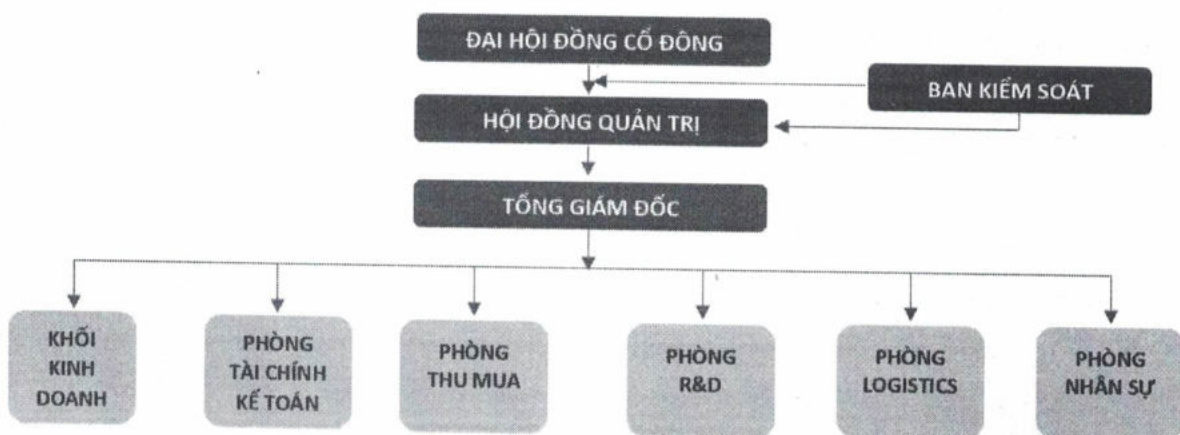 ĐẠI HỘI ĐỒNG CỔ ĐÔNG
BAN KIỂM SOÁT
HỘI ĐỒNG QUẢN TRỊ
TỔNG GIÁM ĐỐC
KHỐI
KINH
DOANH
PHÒNG
TÀI CHÍNH
KẾ TOÁN
PHÒNG
THU MUA
PHÒNG
R&D
PHÒNG
LOGISTICS
PHÒNG
NHÂN SỰ